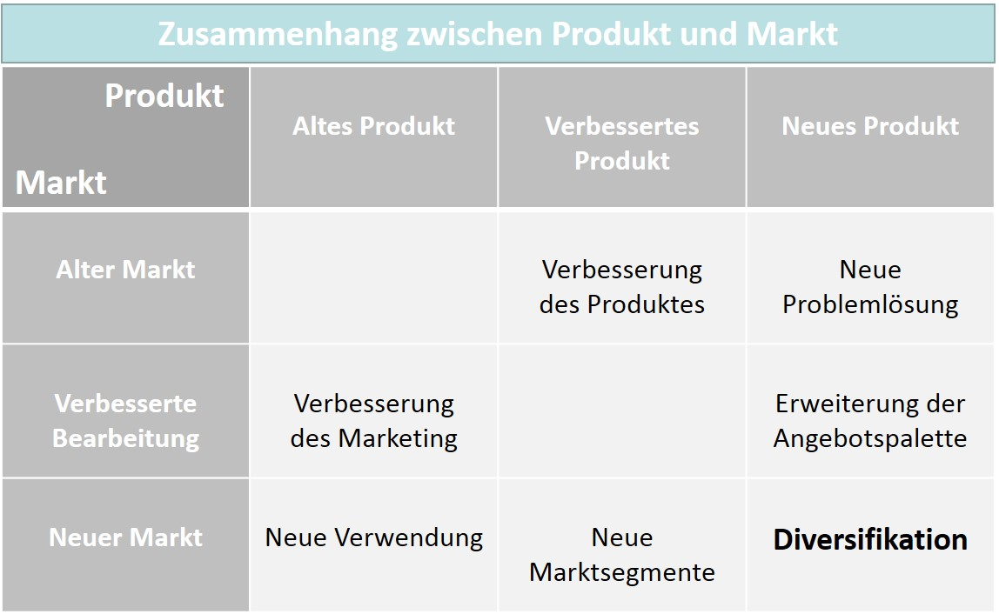 Zusammenhang zwischen Produkt und Markt
Produkt
Markt
Altes Produkt
Verbessertes
Produkt
Neues Produkt
Alter Markt
Verbesserung
des Produktes
Neue
Problemlösung
Verbesserte
Bearbeitung
Verbesserung
des Marketing
Erweiterung der
Angebotspalette
Neuer Markt
Neue Verwendung
Neue
Marktsegmente
Diversifikation